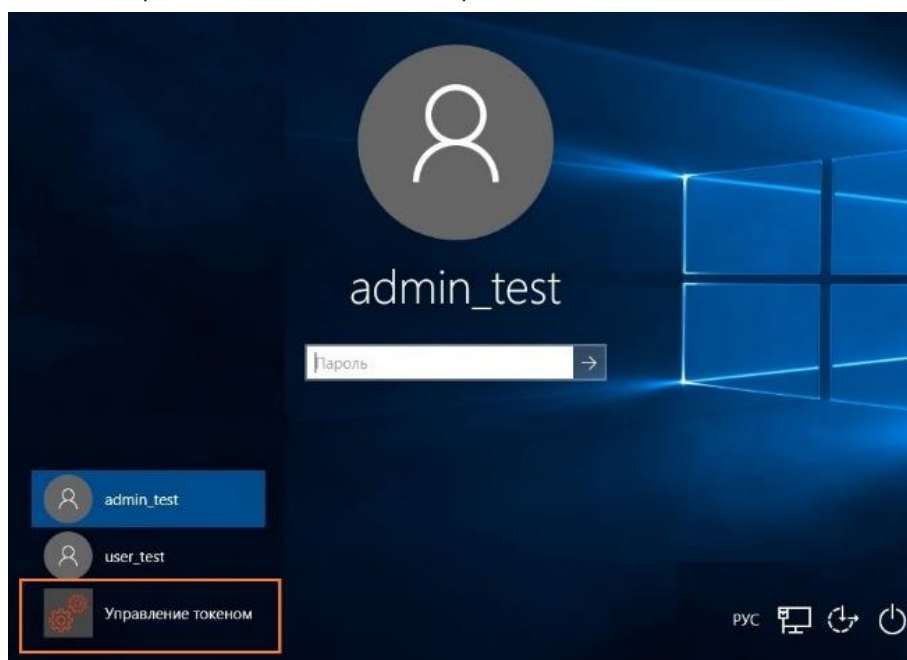 admin_test
Пароль
admin_test
user_test
Управление токеном
РУС